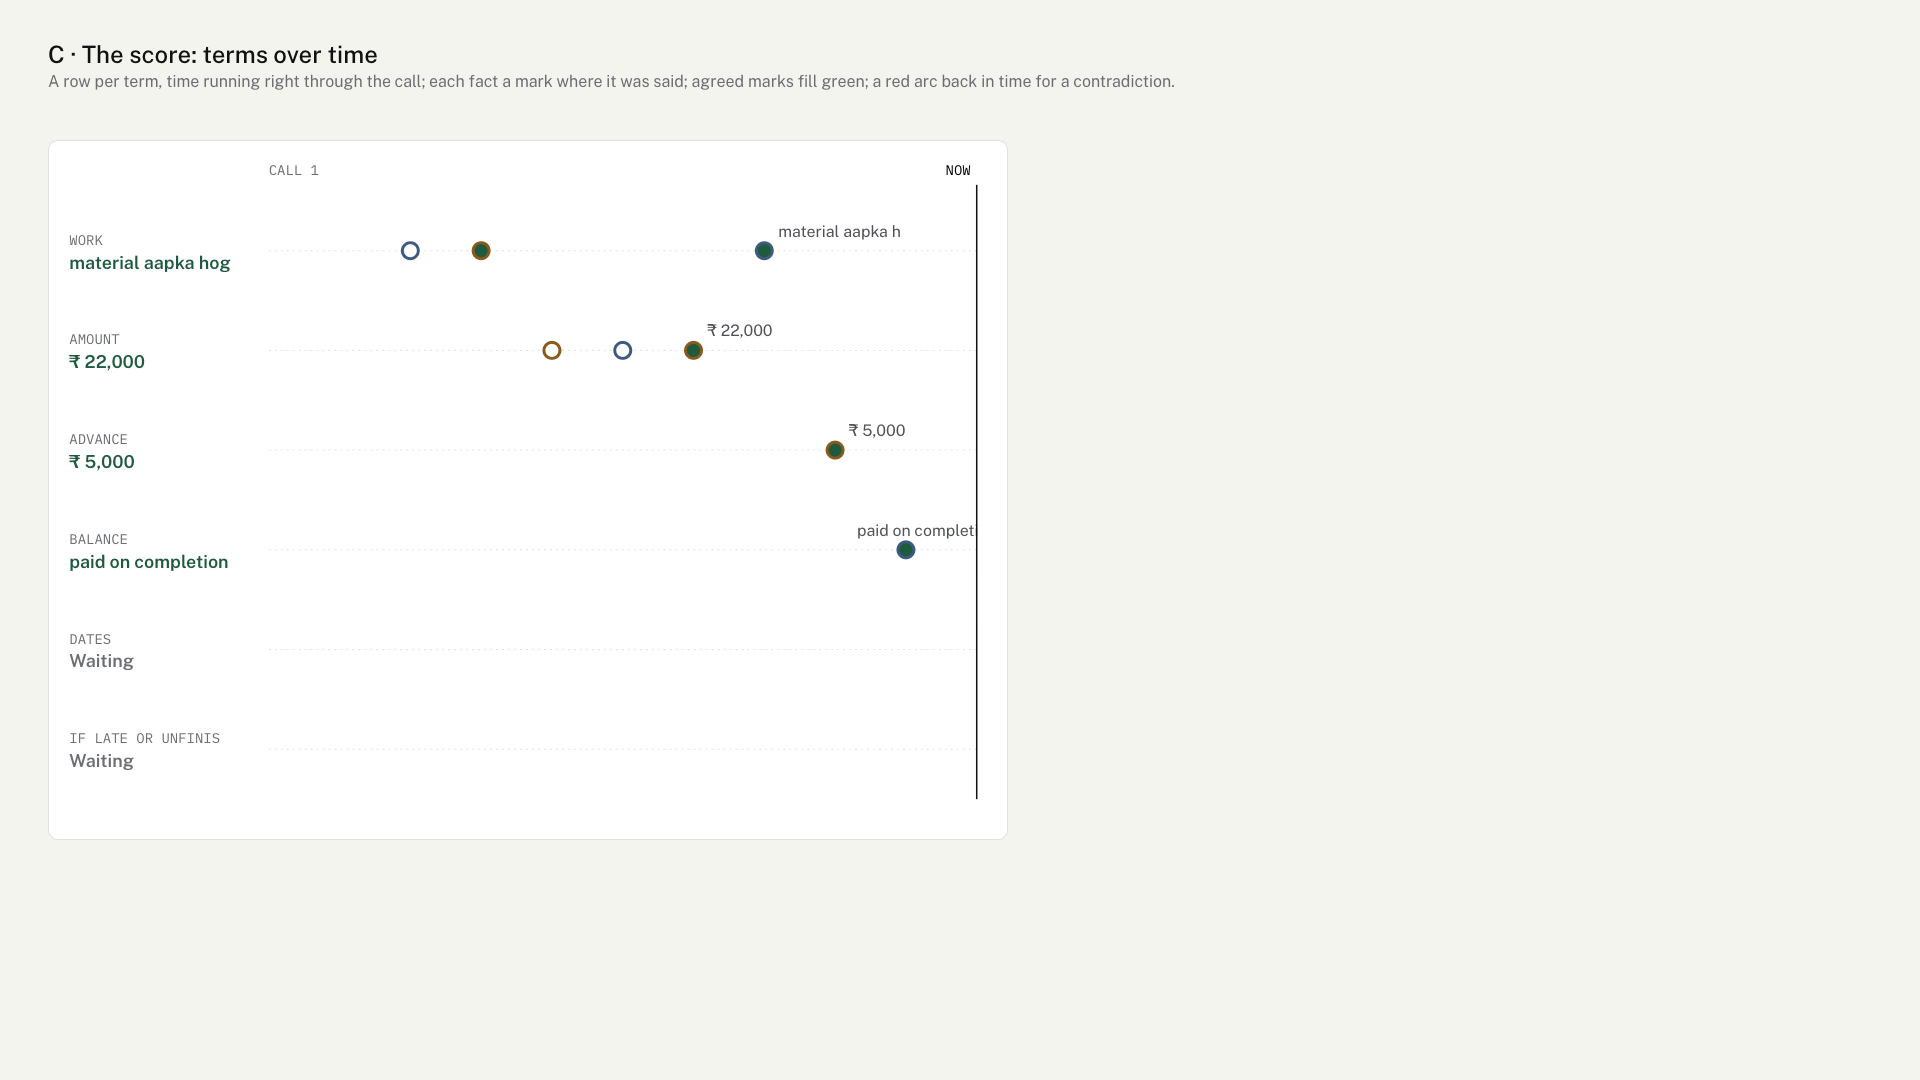 C · The score: terms over time
A row per term, time running right through the call; each fact a mark where it was said; agreed marks fill green; a red arc back in time for a contradiction.
CALL 1
NOW
WORK
material aapka hog
material aapka h
AMOUNT
₹ 22,000
₹ 22,000
ADVANCE
₹ 5,000
₹ 5,000
BALANCE
paid on completion
paid on completi
DATES
Waiting
IF LATE OR UNFINIS
Waiting